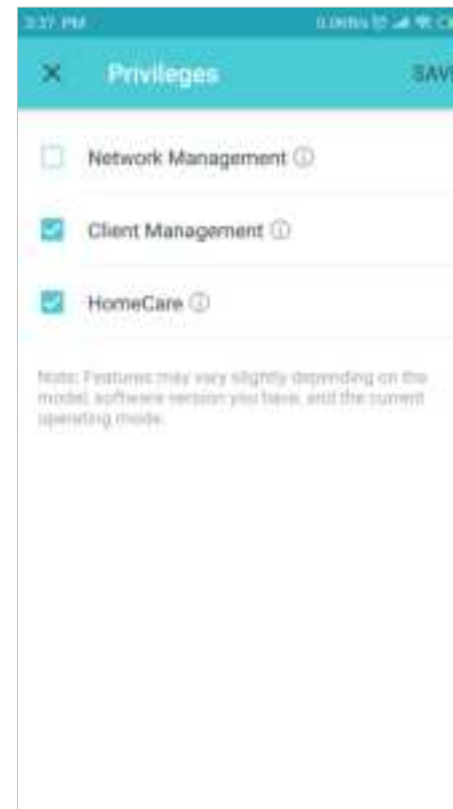 3:37 PM
Privileges
SAVE
Network Management
Client Management
HomeCare
Note: Features may vary slightly depending on the
model, software version you have, and the current
operating mode.